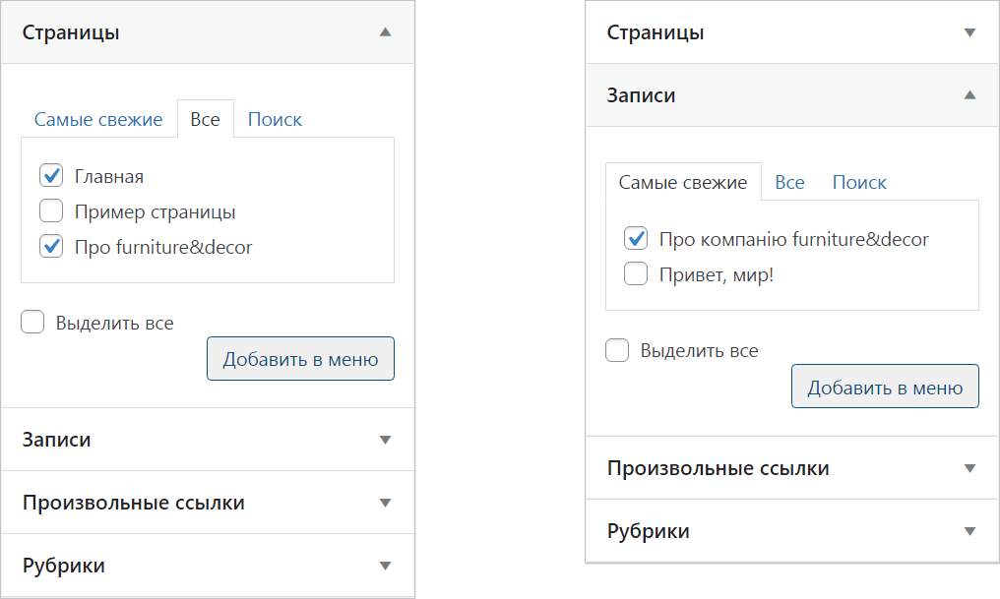 Страницы
Самые свежие Все Поиск
Главная
Пример страницы
Про furniture&decor
Выделить все
Добавить в меню
Записи
Произвольные ссылки
Рубрики
Страницы
Записи
Самые свежие Все Поиск
Про компанію furniture&decor
Привет, мир!
Выделить все
Добавить в меню
Произвольные ссылки
Рубрики